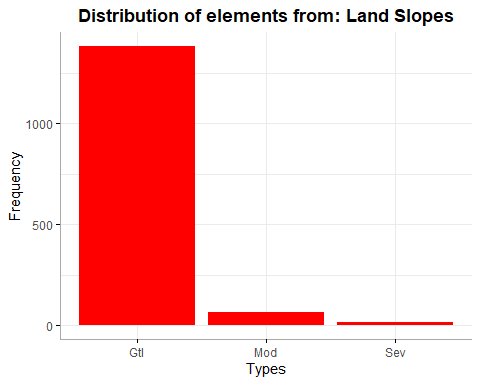 Distribution of elements from: Land Slopes
Frequency
1000
500
0
Gtl Mod Sev
Types